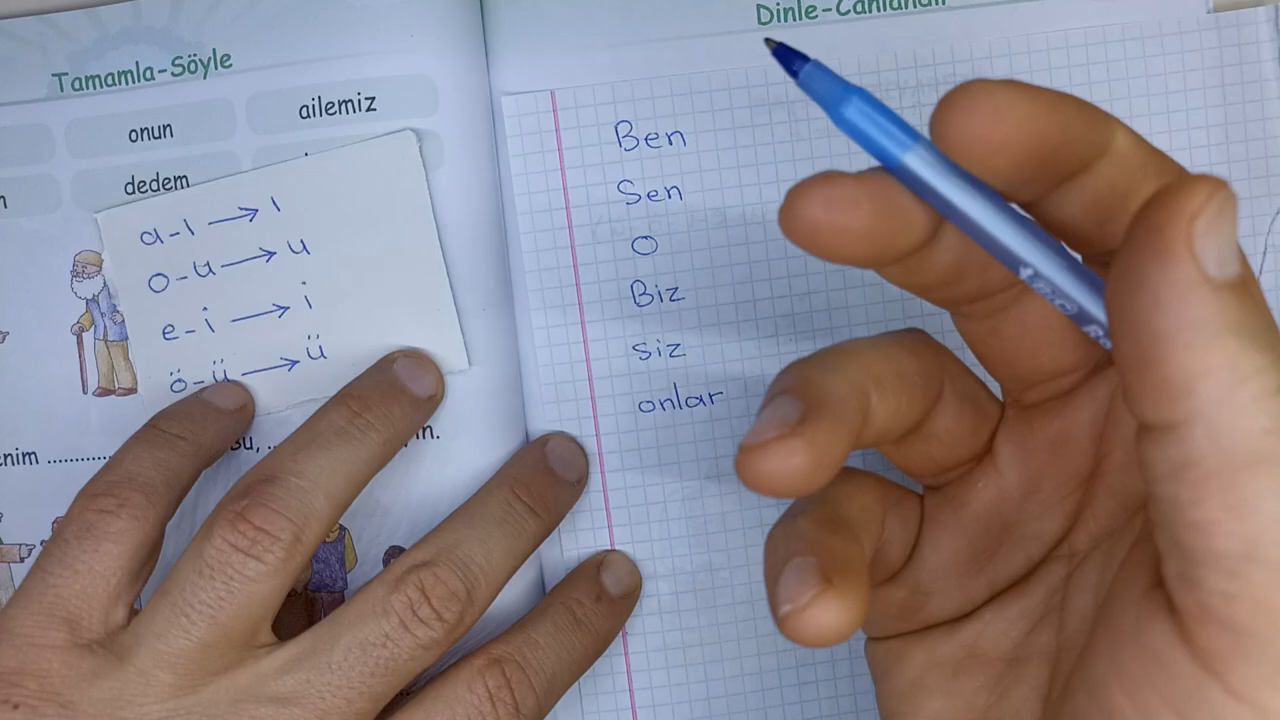 Tamamla-Söyle
Dinle-Canlandır
onun
ailemiz
dedem
a-ı → ı
o-u → u
e-i → i
ö-ü → ü
Ben
Sen
O
Biz
siz
onlar